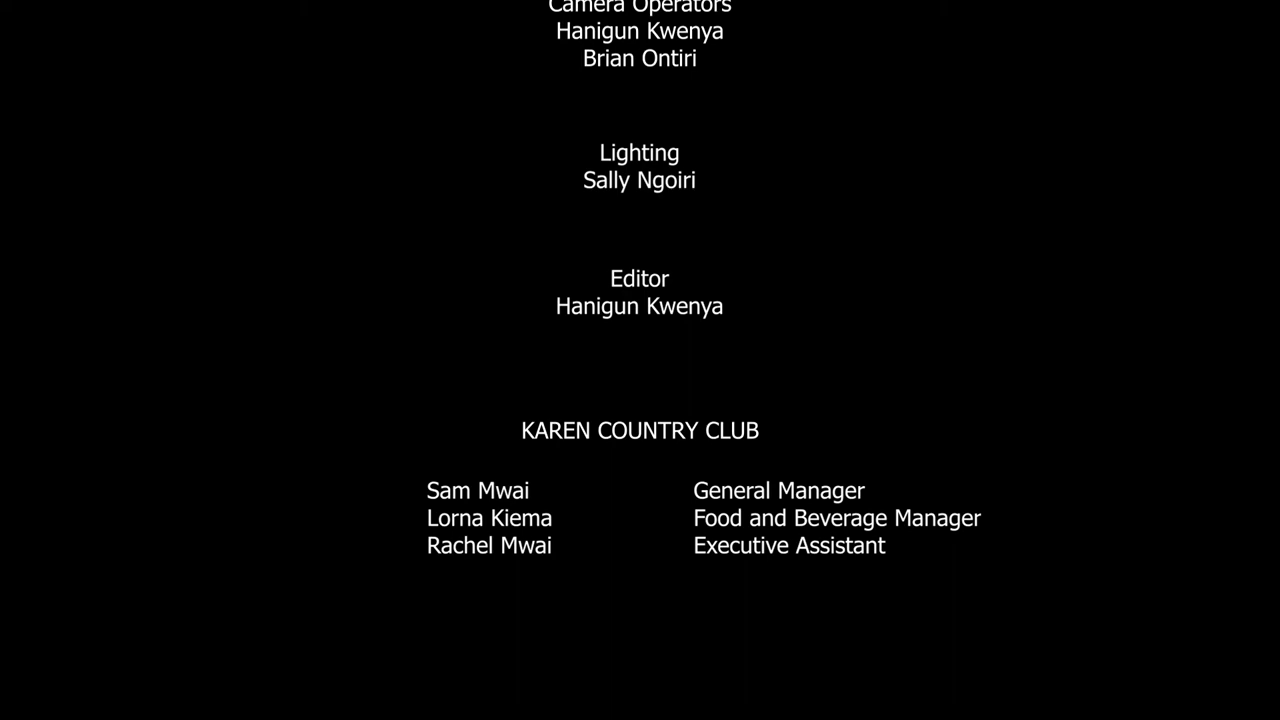 Camera Operators
Hanigun Kwenya
Brian Ontiri
Lighting
Sally Ngoiri
Editor
Hanigun Kwenya
KAREN COUNTRY CLUB
Sam Mwai General Manager
Lorna Kiema Food and Beverage Manager
Rachel Mwai Executive Assistant